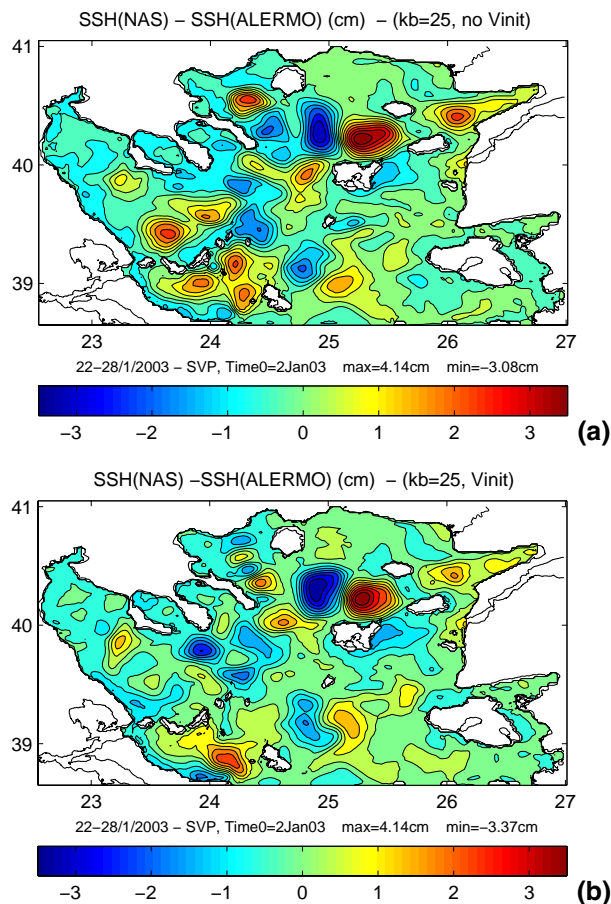 SSH(NAS) − SSH(ALERMO) (cm) − (kb=25, no Vinit)
41
40
39
23 24 25 26 27
22−28/1/2003 − SVP, Time0=2Jan03 max=4.14cm min=−3.08cm
−3 −2 −1 0 1 2 3
(a)
SSH(NAS) −SSH(ALERMO) (cm) − (kb=25, Vinit)
41
40
39
23 24 25 26 27
22−28/1/2003 − SVP, Time0=2Jan03 max=4.14cm min=−3.37cm
−3 −2 −1 0 1 2 3
(b)